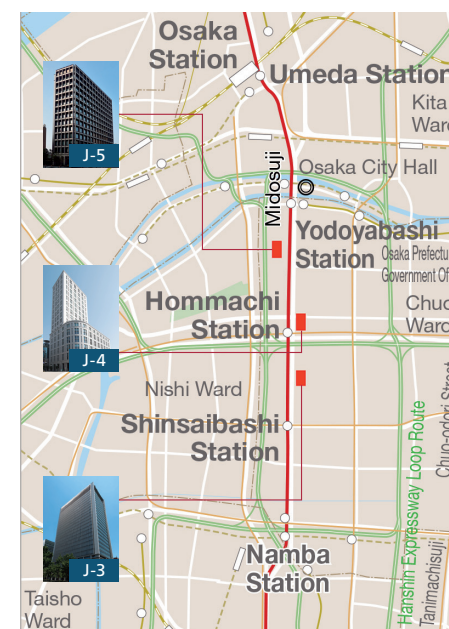 Osaka
Station
Umeda Station
Kita
Ward
J-5
Midosuji
Osaka City Hall
Yodoyabashi
Station
Osaka Prefectu
Government Of
Hommachi
Station
Chuo
Ward
J-4
Nishi Ward
Shinsaibashi
Station
Chuo-odori Street
Hanshin Expressway Loop Route
Tanimachisuji
J-3
Namba
Station
Taisho
Ward